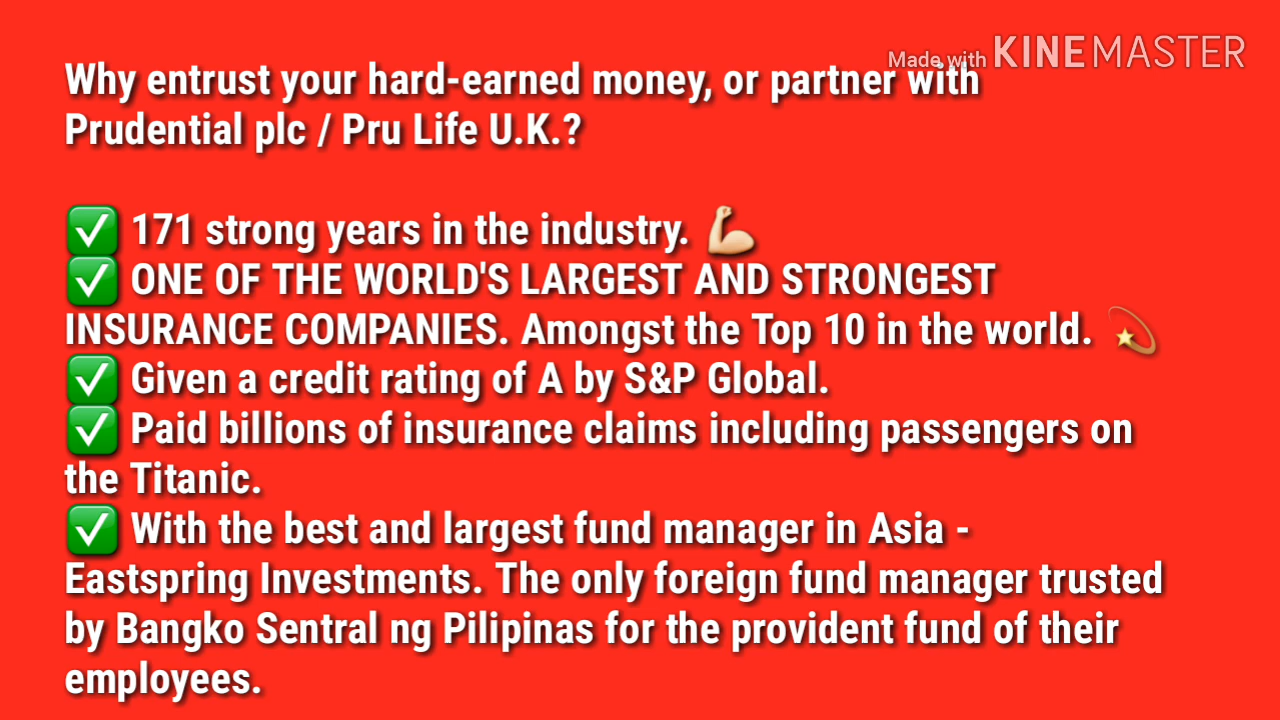 Made with KINEMASTER
Why entrust your hard-earned money, or partner with
Prudential plc / Pru Life U.K.?
✅ 171 strong years in the industry. 💪🏼
✅ ONE OF THE WORLD'S LARGEST AND STRONGEST
INSURANCE COMPANIES. Amongst the Top 10 in the world. 💫
✅ Given a credit rating of A by S&P Global.
✅ Paid billions of insurance claims including passengers on
the Titanic.
✅ With the best and largest fund manager in Asia -
Eastspring Investments. The only foreign fund manager trusted
by Bangko Sentral ng Pilipinas for the provident fund of their
employees.